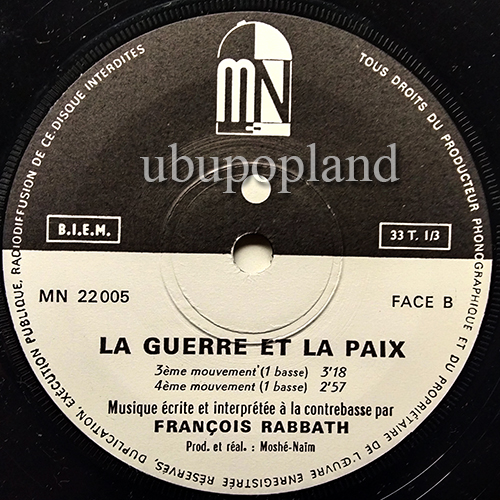 MN
ubupopland
TOUS DROITS DU PRODUCTEUR PHONOGRAPHIQUE ET DU PROPRIÉTAIRE DE L'ŒUVRE ENREGISTRÉE RÉSERVÉS, DUPLICATION, EXÉCUTION PUBLIQUE, RADIODIFFUSION DE CE DISQUE INTERDITES
B.I.E.M.
33 T. 1/3
MN 22005
FACE B
LA GUERRE ET LA PAIX
3ème mouvement (1 basse) 3'18
4ème mouvement (1 basse) 2'57
Musique écrite et interprétée à la contrebasse par
FRANÇOIS RABBATH
Prod. et réal. : Moshé-Naïm